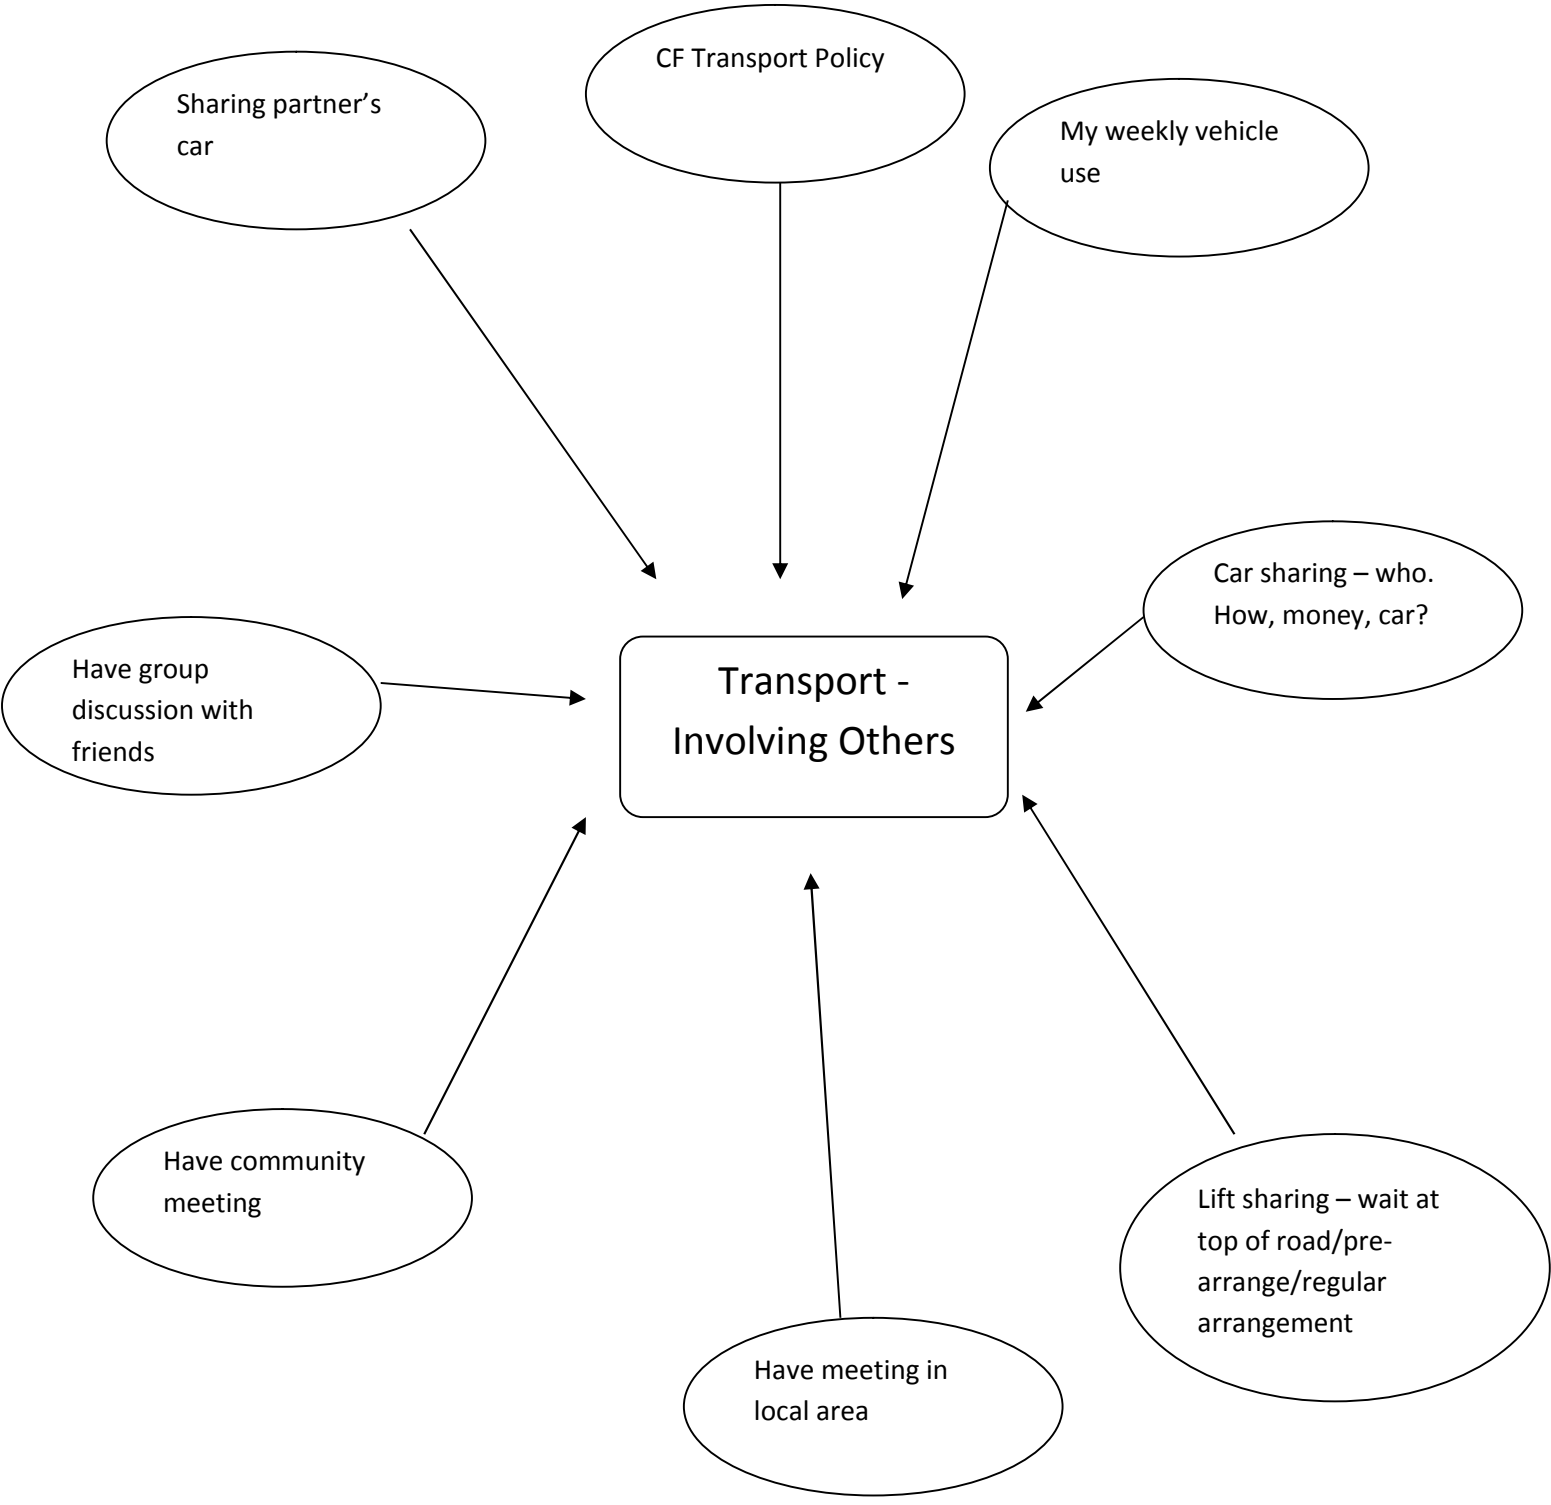 CF Transport Policy
Sharing partner’s
car
My weekly vehicle
use
Car sharing – who.
How, money, car?
Transport -
Involving Others
Have group
discussion with
friends
Have community
meeting
Lift sharing – wait at
top of road/pre-
arrange/regular
arrangement
Have meeting in
local area